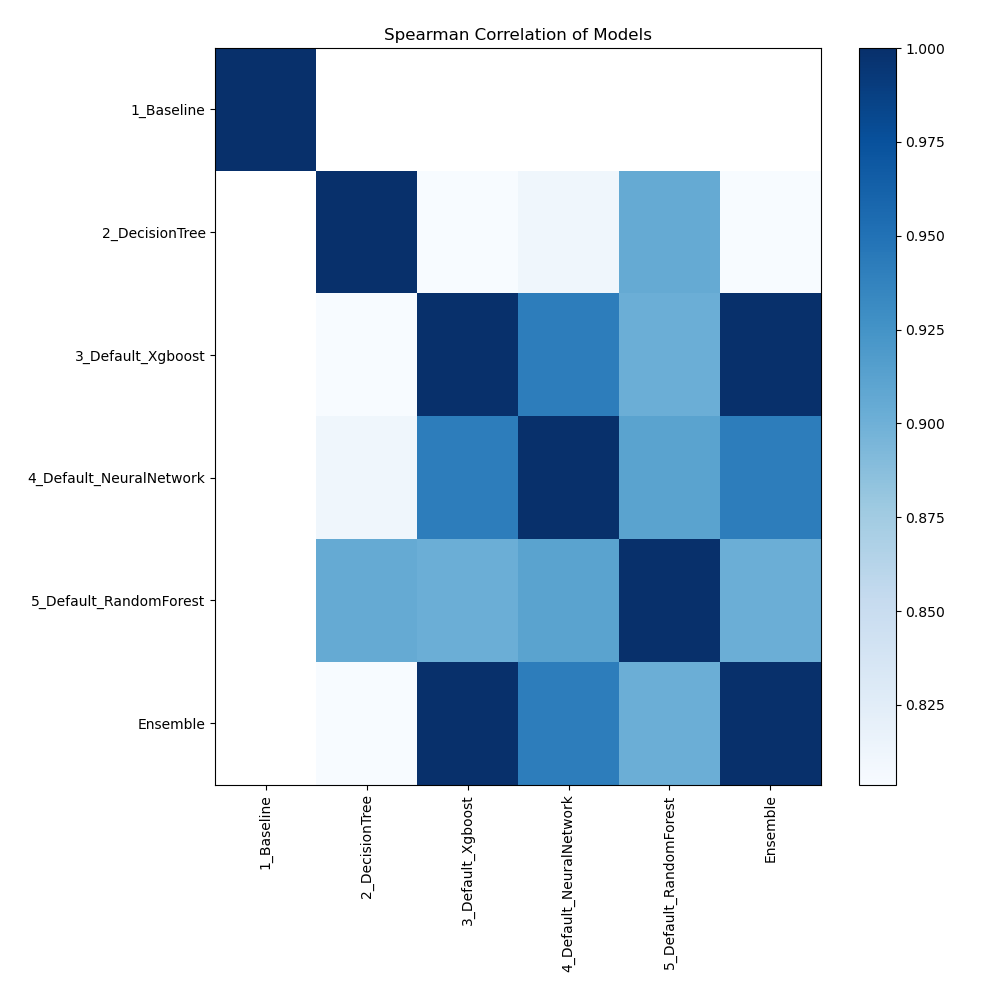 Spearman Correlation of Models
1_Baseline
2_DecisionTree
3_Default_Xgboost
4_Default_NeuralNetwork
5_Default_RandomForest
Ensemble
1_Baseline
2_DecisionTree
3_Default_Xgboost
4_Default_NeuralNetwork
5_Default_RandomForest
Ensemble
1.000
0.975
0.950
0.925
0.900
0.875
0.850
0.825